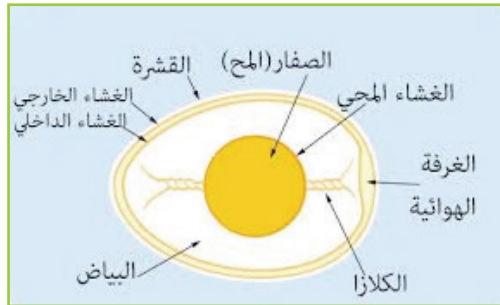 الصفار(المح)
القشرة
الغشاء المحي
الغشاء الخارجي
الغشاء الداخلي
الغرفة
الهوائية
البياض
الكلازا